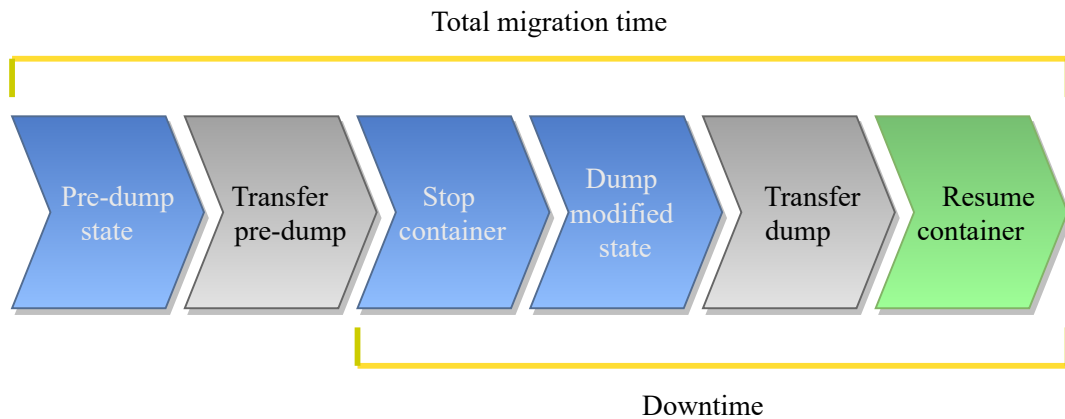 Total migration time
Pre-dump
state
Transfer
pre-dump
Stop
container
Dump
modified
state
Transfer
dump
Resume
container
Downtime